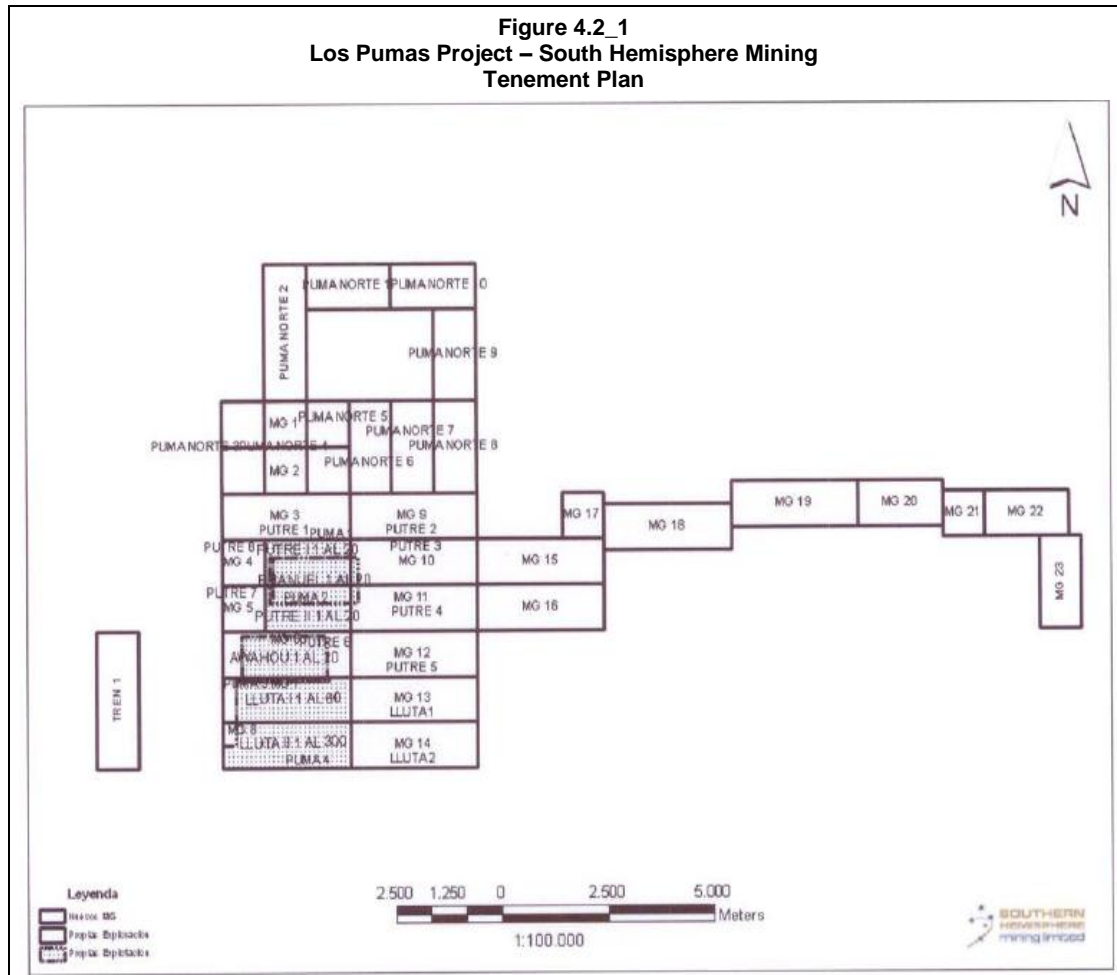 Figure 4.2_1
Los Pumas Project – South Hemisphere Mining
Tenement Plan
N
PUMA NORTE 2
PUMA NORTE 1
PUMA NORTE 10
PUMA NORTE 9
MG 1
PUMA NORTE 5
PUMA NORTE 7
PUMA NORTE 3
PUMA NORTE 4
PUMA NORTE 8
MG 2
PUMA NORTE 6
MG 3
PUTRE 1
PUMA 1
MG 9
PUTRE 2
MG 17
MG 18
MG 19
MG 20
MG 21
MG 22
MG 23
MG 4
PUTRE I 1 AL 20
PUTRE 3
MG 10
MG 15
PUTRE 7
MG 5
PUMA 2
PUTRE II 1 AL 20
MG 11
PUTRE 4
MG 16
PUTRE 6
MG 12
PUTRE 5
TREN 1
LLUTA I 1 AL 60
MG 13
LLUTA1
MG 8
LLUTA II 1 AL 300
PUMA 4
MG 14
LLUTA2
Leyenda
2.500 1.250 0 2.500 5.000
Meters
1:100.000
SOUTHERN
HEMISPHERE
mining limited